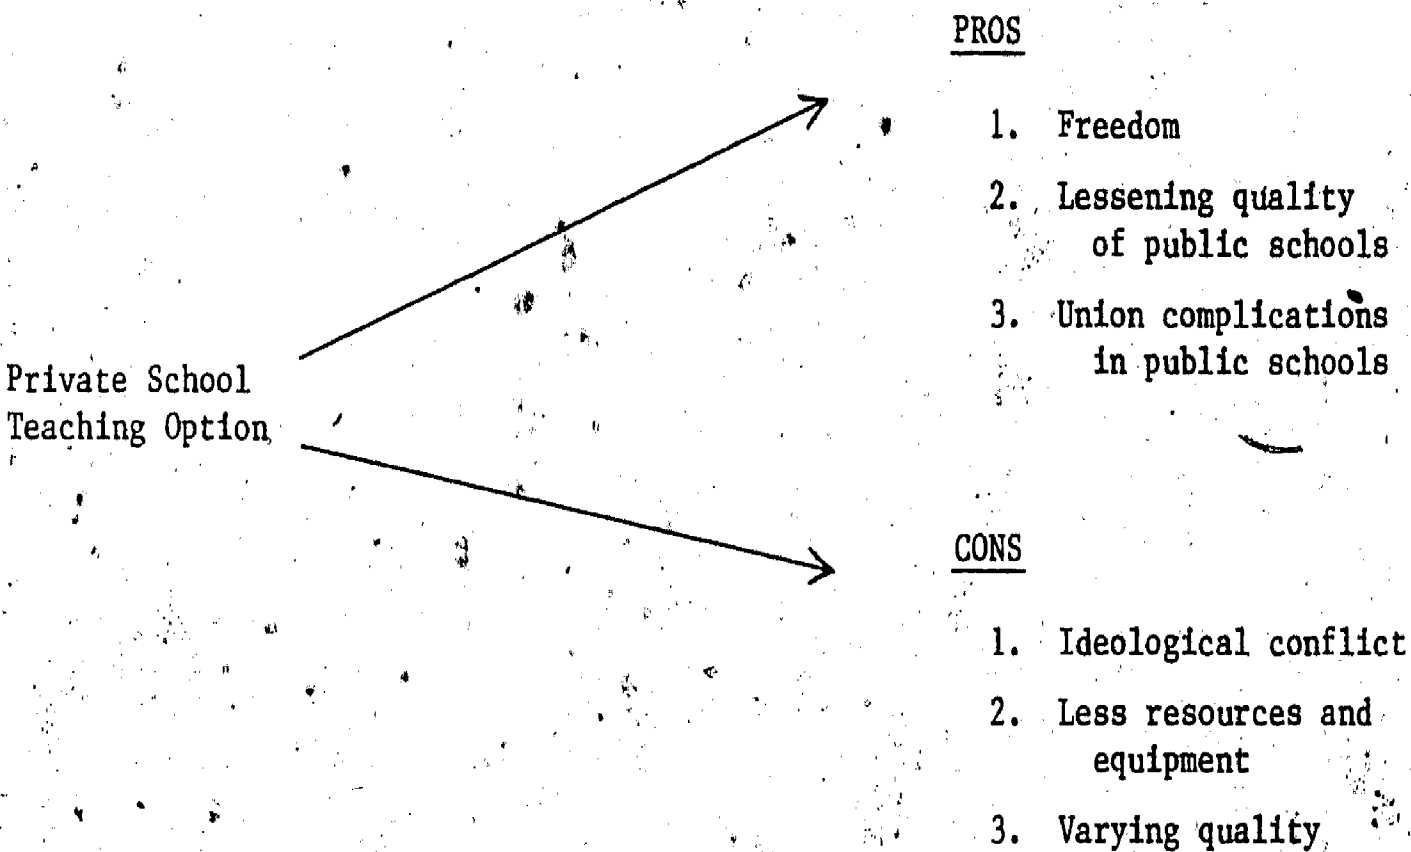 PROS
1. Freedom
2. Lessening quality
of public schools
3. Union complications
in public schools
Private School
Teaching Option
CONS
1. Ideological conflict
2. Less resources and
equipment
3. Varying quality